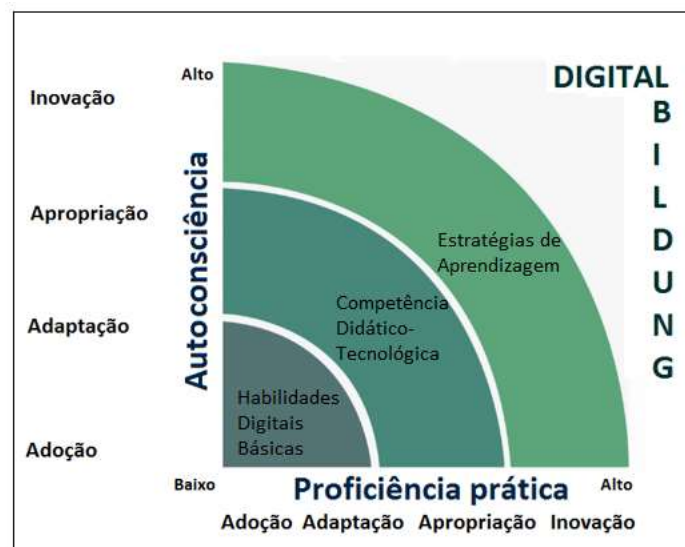 DIGITAL
BILDUNG
Alto
Inovação
Apropriação
Adaptação
Adoção
Autoconsciência
Estratégias de
Aprendizagem
Competência
Didático-
Tecnológica
Habilidades
Digitais
Básicas
Baixo
Proficiência prática
Alto
Adoção Adaptação Apropriação Inovação